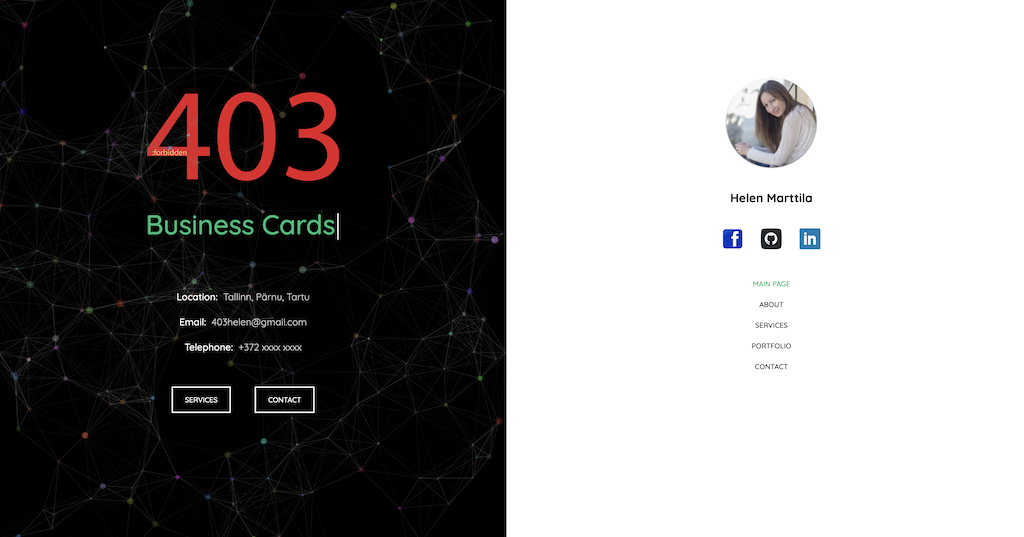 403
:forbidden
Business Cards
Location: Tallinn, Pärnu, Tartu
Email: 403helen@gmail.com
Telephone: +372 xxxx xxxx
SERVICES CONTACT
Helen Marttila
f in
MAIN PAGE
ABOUT
SERVICES
PORTFOLIO
CONTACT